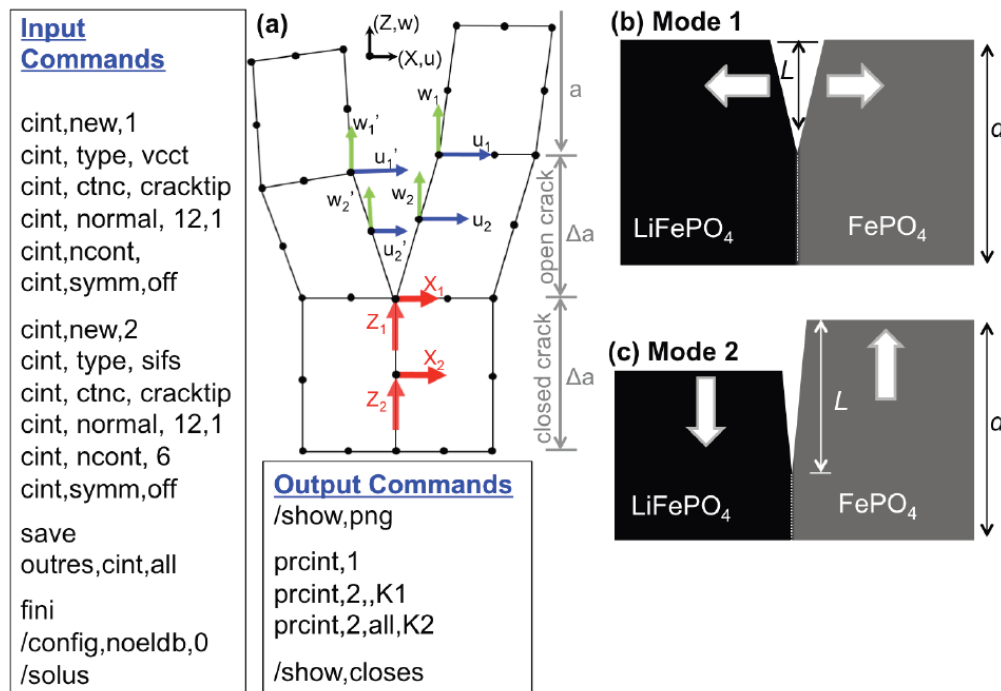 Input
Commands
cint,new,1
cint, type, vcct
cint, ctnc, cracktip
cint, normal, 12,1
cint,ncont,
cint,symm,off
cint,new,2
cint, type, sifs
cint, ctnc, cracktip
cint, normal, 12,1
cint, ncont, 6
cint,symm,off
save
outres,cint,all
fini
/config,noeldb,0
/solus
(a)
(Z,w)
(X,u)
w₁
w₁'
u₁
u₁'
w₂
w₂'
u₂
u₂'
X₁
Z₁
X₂
Z₂
a
open crack
Δa
closed crack
Δa
Output Commands
/show,png
prcint,1
prcint,2,,K1
prcint,2,all,K2
/show,closes
(b) Mode 1
L
LiFePO₄
FePO₄
(c) Mode 2
L
LiFePO₄
FePO₄